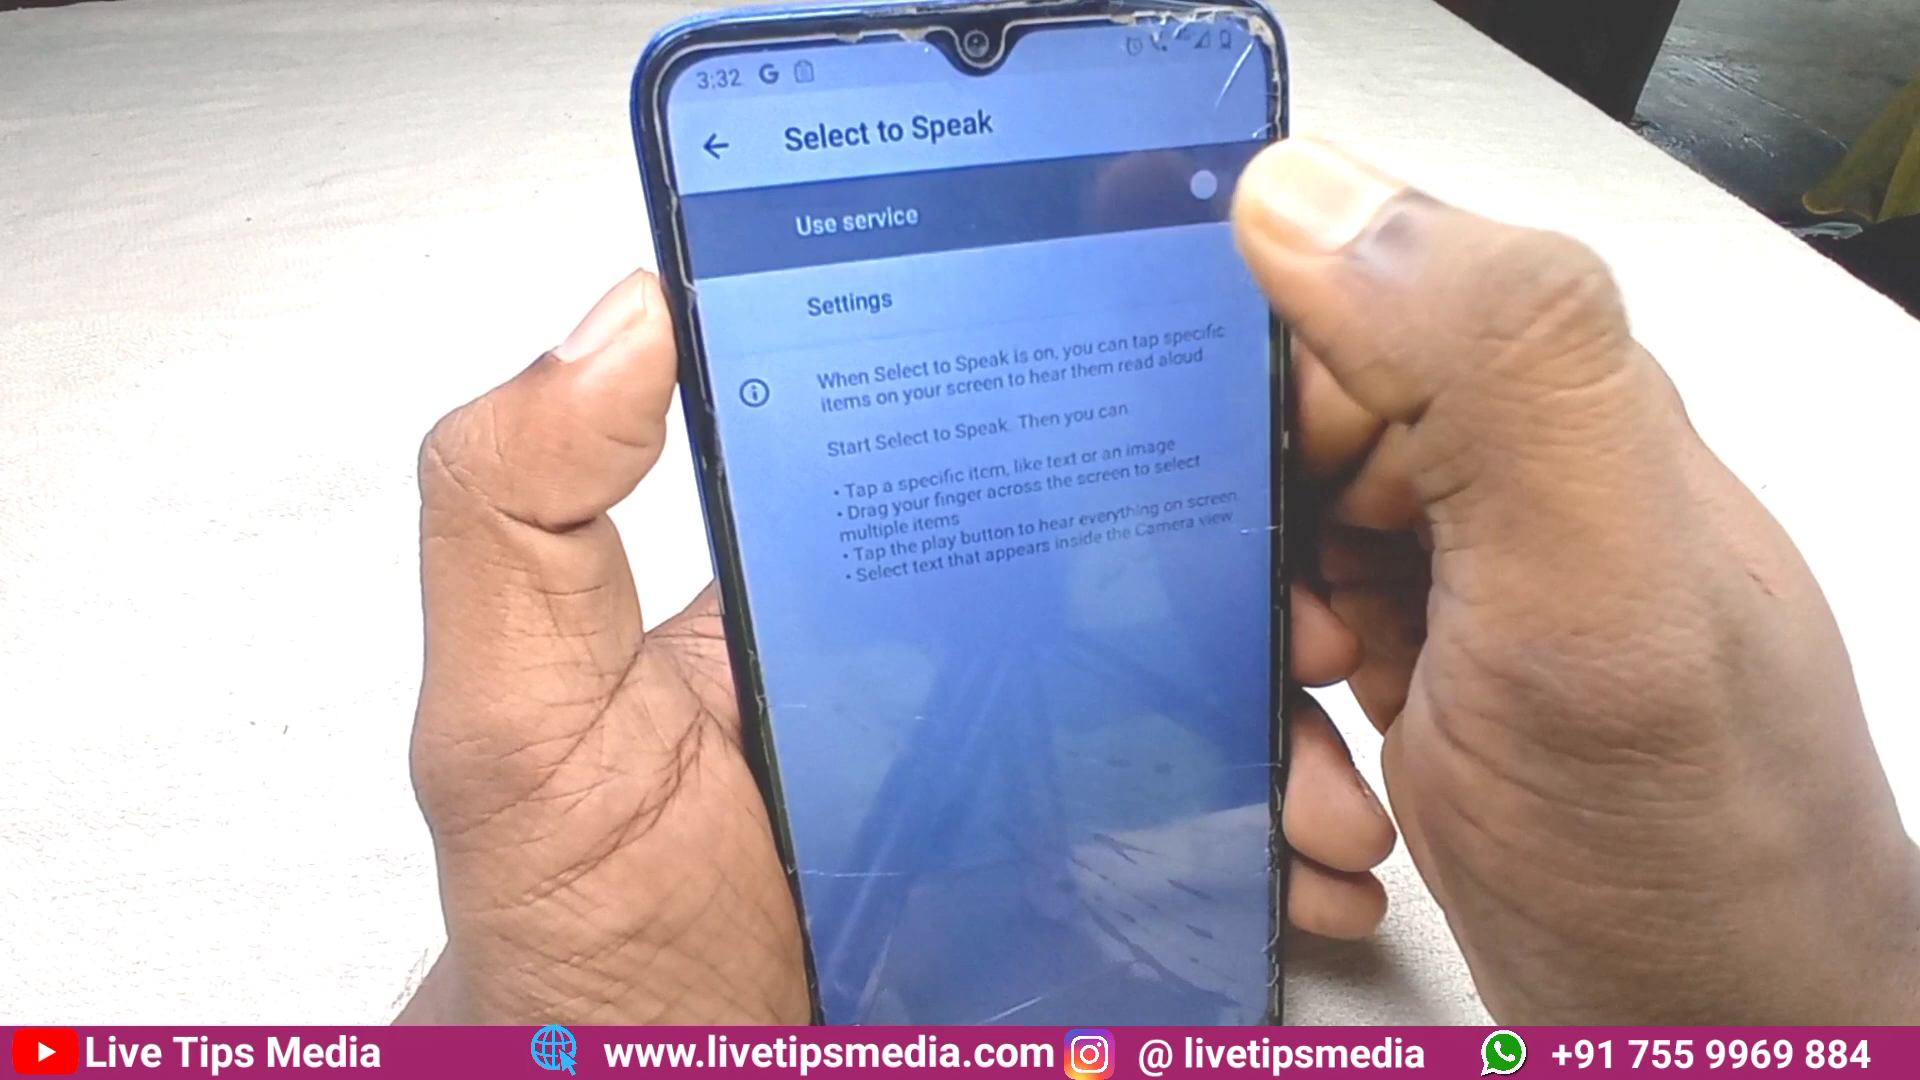 3:32 G
Select to Speak
Use service
Settings
When Select to Speak is on, you can tap specific
items on your screen to hear them read aloud.
Start Select to Speak. Then you can
• Tap a specific item, like text or an image
• Drag your finger across the screen to select
multiple items
• Tap the play button to hear everything on screen
• Select text that appears inside the Camera view
Live Tips Media www.livetipsmedia.com @ livetipsmedia +91 755 9969 884